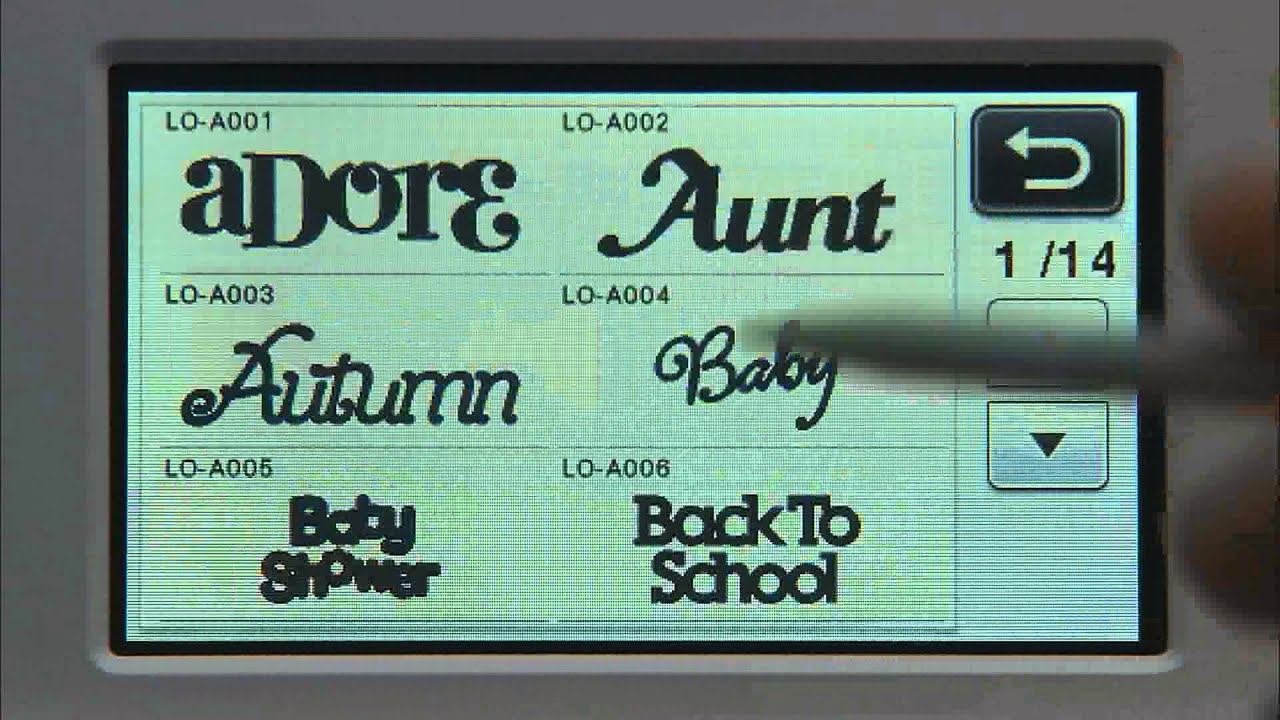 LO-A001
aDorE
LO-A002
Aunt
1 /14
LO-A003
Autumn
LO-A004
Baby
LO-A005
Baby
Shower
LO-A006
Back To
School